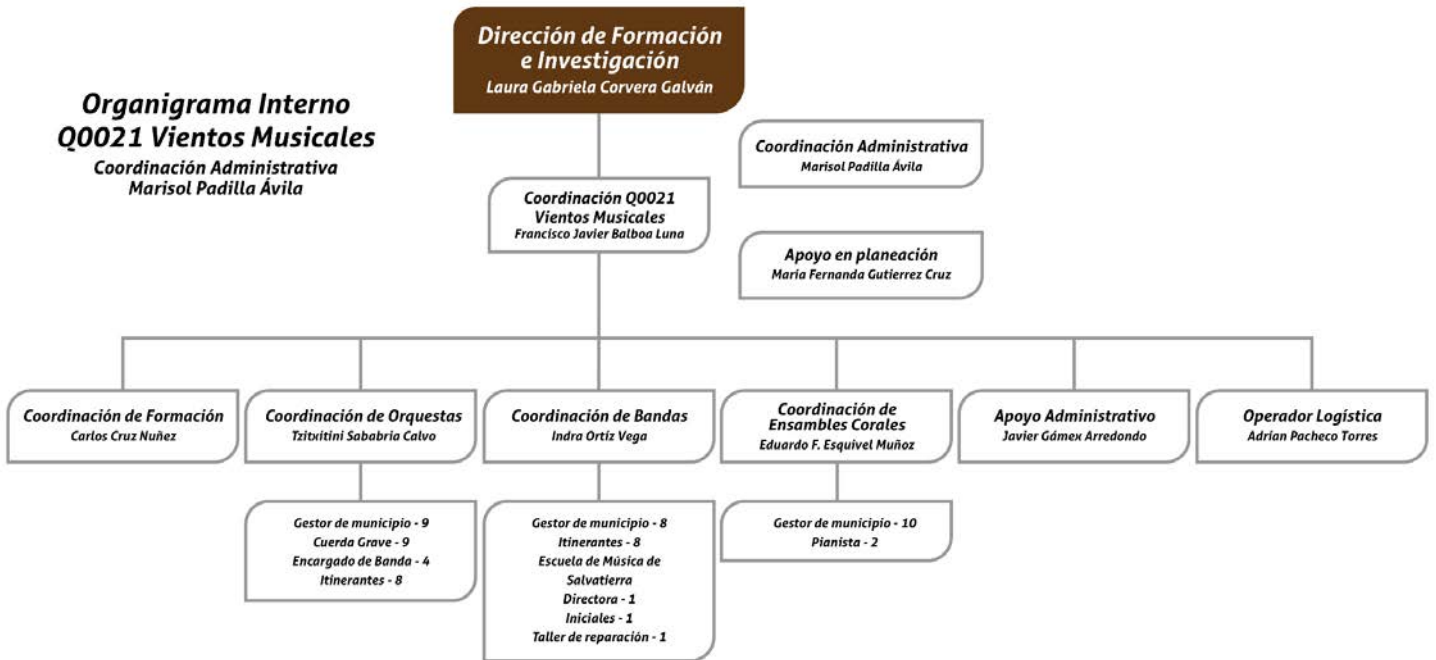 Dirección de Formación
e Investigación
Laura Gabriela Corvera Galván
Organigrama Interno
Q0021 Vientos Musicales
Coordinación Administrativa
Marisol Padilla Ávila
Coordinación Administrativa
Marisol Padilla Ávila
Coordinación Q0021
Vientos Musicales
Francisco Javier Balboa Luna
Apoyo en planeación
María Fernanda Gutierrez Cruz
Coordinación de Formación
Carlos Cruz Nuñez
Coordinación de Orquestas
Tzitxitini Sababria Calvo
Coordinación de Bandas
Indra Ortíz Vega
Coordinación de
Ensambles Corales
Eduardo F. Esquivel Muñoz
Apoyo Administrativo
Javier Gámex Arredondo
Operador Logística
Adrían Pacheco Torres
Gestor de municipio - 9
Cuerda Grave - 9
Encargado de Banda - 4
Itinerantes - 8
Gestor de municipio - 8
Itinerantes - 8
Escuela de Música de
Salvatierra
Directora - 1
Iniciales - 1
Taller de reparación - 1
Gestor de municipio - 10
Pianista - 2